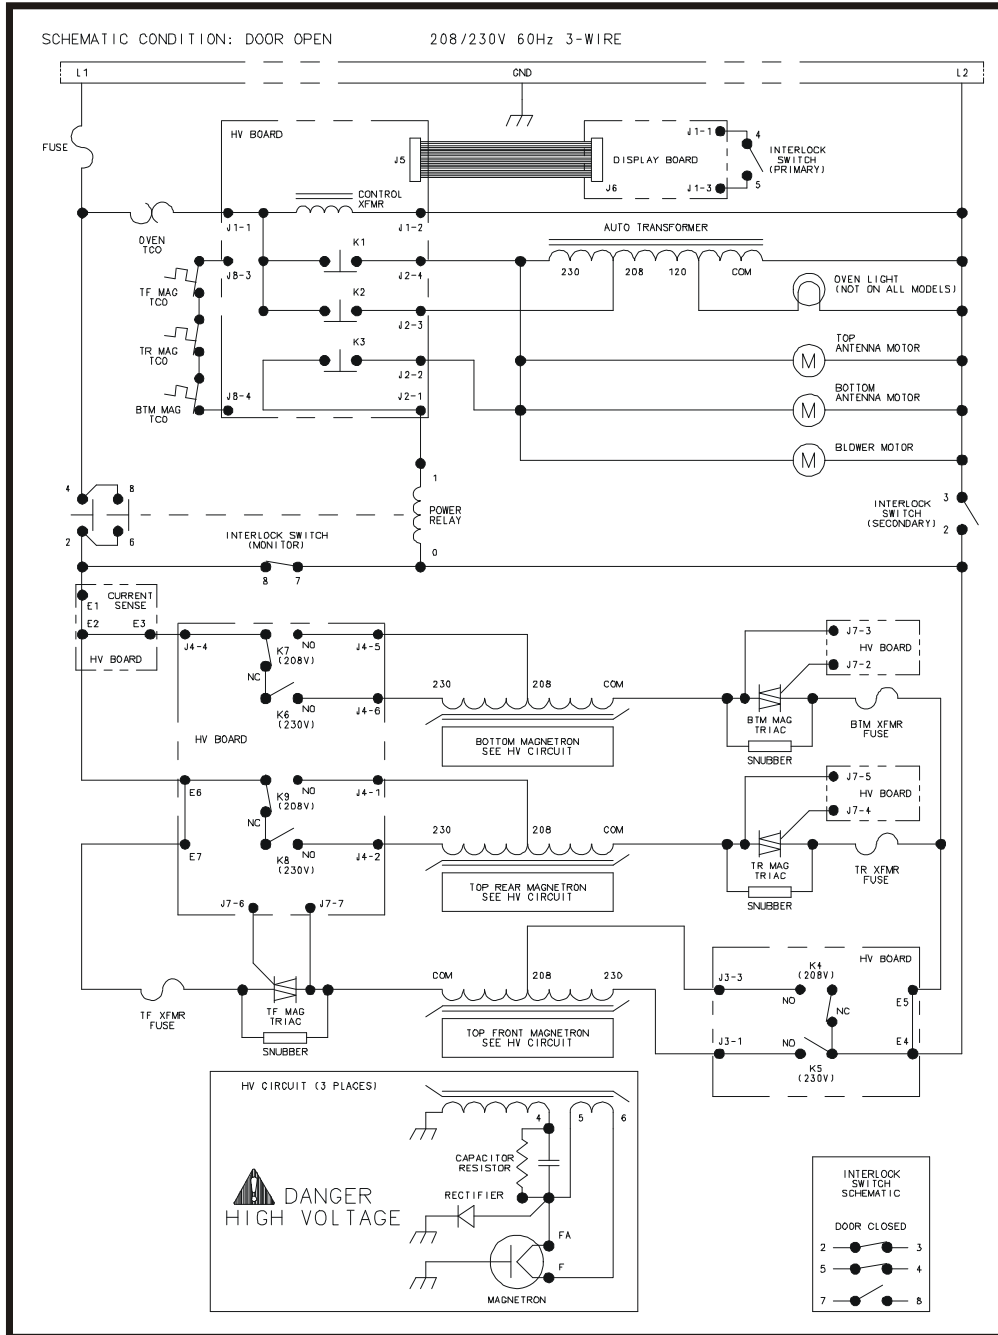 SCHEMATIC CONDITION: DOOR OPEN
208/230V 60Hz 3-WIRE
L1
GND
L2
FUSE
HV BOARD
J5
J6
DISPLAY BOARD
J1-1
J1-3
4
5
INTERLOCK
SWITCH
(PRIMARY)
CONTROL
XFMR
OVEN
TCO
J1-1
J1-2
AUTO TRANSFORMER
K1
J8-3
J2-4
230
208
120
COM
OVEN LIGHT
(NOT ON ALL MODELS)
TF MAG
TCO
K2
J2-3
TR MAG
TCO
K3
J2-2
TOP
ANTENNA MOTOR
M
J8-4
J2-1
BTM MAG
TCO
BOTTOM
ANTENNA MOTOR
M
BLOWER MOTOR
M
4
8
2
6
1
POWER
RELAY
0
INTERLOCK
SWITCH
(SECONDARY)
3
2
INTERLOCK SWITCH
(MONITOR)
8
7
CURRENT
SENSE
E1
E2
E3
HV BOARD
J4-4
K7
(208V)
NO
NC
J4-5
K6
(230V)
NO
J4-6
HV BOARD
230
208
COM
BOTTOM MAGNETRON
SEE HV CIRCUIT
J7-3
HV BOARD
J7-2
BTM MAG
TRIAC
SNUBBER
BTM XFMR
FUSE
E6
K9
(208V)
NO
NC
J4-1
E7
K8
(230V)
NO
J4-2
230
208
COM
TOP REAR MAGNETRON
SEE HV CIRCUIT
J7-5
HV BOARD
J7-4
TR MAG
TRIAC
SNUBBER
TR XFMR
FUSE
J7-6
J7-7
TF XFMR
FUSE
TF MAG
TRIAC
SNUBBER
COM
208
230
TOP FRONT MAGNETRON
SEE HV CIRCUIT
HV BOARD
J3-3
K4
(208V)
NO
NC
E5
J3-1
NO
K5
(230V)
E4
HV CIRCUIT (3 PLACES)
4
5
6
CAPACITOR
RESISTOR
RECTIFIER
DANGER
HIGH VOLTAGE
FA
F
MAGNETRON
INTERLOCK
SWITCH
SCHEMATIC
DOOR CLOSED
2 3
5 4
7 8